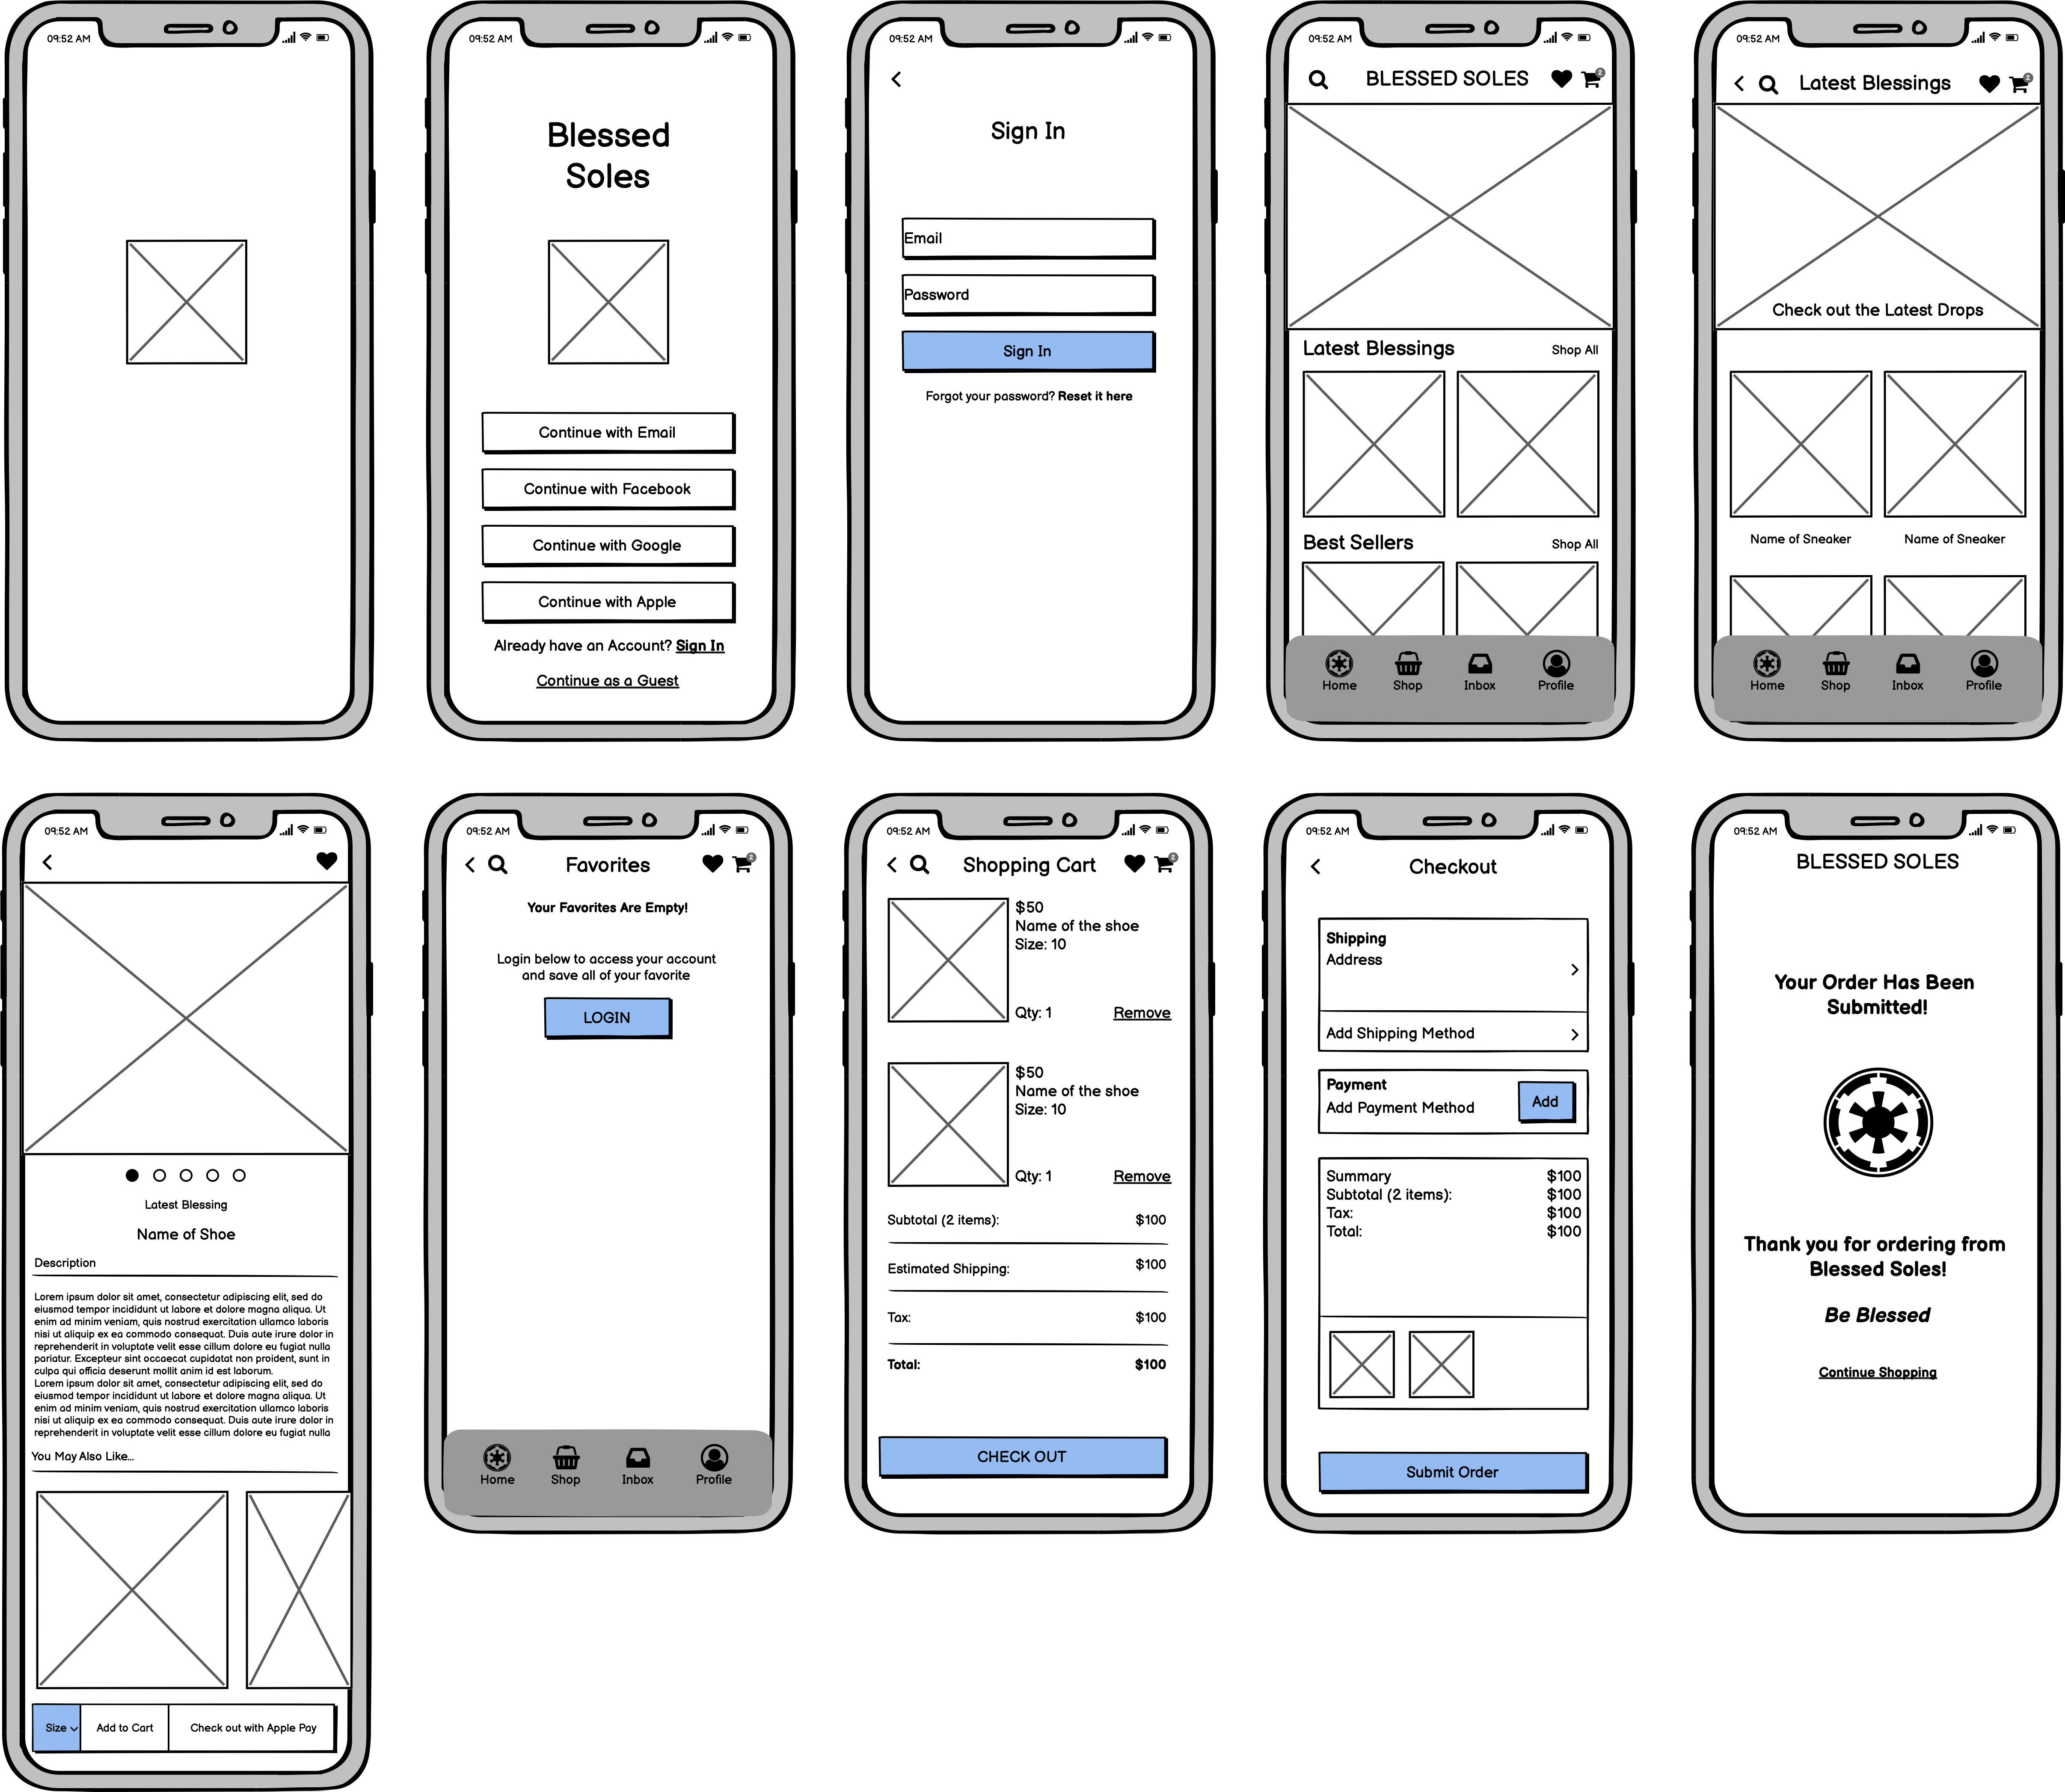 09:52 AM
09:52 AM
Blessed
Soles
Continue with Email
Continue with Facebook
Continue with Google
Continue with Apple
Already have an Account? Sign In
Continue as a Guest
09:52 AM
Sign In
Email
Password
Sign In
Forgot your password? Reset it here
09:52 AM
BLESSED SOLES
2
Latest Blessings
Shop All
Best Sellers
Shop All
Home
Shop
Inbox
Profile
09:52 AM
Latest Blessings
2
Check out the Latest Drops
Name of Sneaker
Name of Sneaker
Home
Shop
Inbox
Profile
09:52 AM
Latest Blessing
Name of Shoe
Description
Lorem ipsum dolor sit amet, consectetur adipiscing elit, sed do
eiusmod tempor incididunt ut labore et dolore magna aliqua. Ut
enim ad minim veniam, quis nostrud exercitation ullamco laboris
nisi ut aliquip ex ea commodo consequat. Duis aute irure dolor in
reprehenderit in voluptate velit esse cillum dolore eu fugiat nulla
pariatur. Excepteur sint occaecat cupidatat non proident, sunt in
culpa qui officia deserunt mollit anim id est laborum.
Lorem ipsum dolor sit amet, consectetur adipiscing elit, sed do
eiusmod tempor incididunt ut labore et dolore magna aliqua. Ut
enim ad minim veniam, quis nostrud exercitation ullamco laboris
nisi ut aliquip ex ea commodo consequat. Duis aute irure dolor in
reprehenderit in voluptate velit esse cillum dolore eu fugiat nulla
You May Also Like...
Size
Add to Cart
Check out with Apple Pay
09:52 AM
Favorites
2
Your Favorites Are Empty!
Login below to access your account
and save all of your favorite
LOGIN
Home
Shop
Inbox
Profile
09:52 AM
Shopping Cart
2
$50
Name of the shoe
Size: 10
Qty: 1
Remove
$50
Name of the shoe
Size: 10
Qty: 1
Remove
Subtotal (2 items): $100
Estimated Shipping: $100
Tax: $100
Total: $100
CHECK OUT
09:52 AM
Checkout
Shipping
Address
Add Shipping Method
Payment
Add Payment Method
Add
Summary $100
Subtotal (2 items): $100
Tax: $100
Total: $100
Submit Order
09:52 AM
BLESSED SOLES
Your Order Has Been
Submitted!
Thank you for ordering from
Blessed Soles!
Be Blessed
Continue Shopping